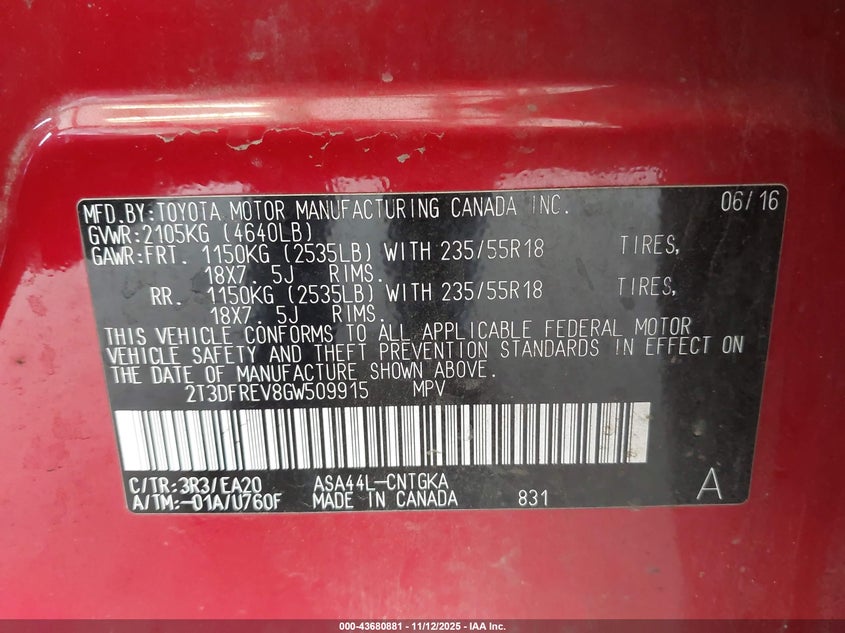 MFD.BY:TOYOTA MOTOR MANUFACTURING CANADA INC. 06/16
GVWR:2105KG (4640LB)
GAWR:FRT. 1150KG (2535LB) WITH 235/55R18 TIRES,
18X7. 5J RIMS.
RR. 1150KG (2535LB) WITH 235/55R18 TIRES,
18X7. 5J RIMS.
THIS VEHICLE CONFORMS TO ALL APPLICABLE FEDERAL MOTOR
VEHICLE SAFETY AND THEFT PREVENTION STANDARDS IN EFFECT ON
THE DATE OF MANUFACTURE SHOWN ABOVE.
2T3DFREV8GW509915 MPV
C/TR:3R3/EA20 ASA44L-CNTGKA
A/TM:-01A/U760F MADE IN CANADA 831 A
000-43680881 - 11/12/2025 - IAA Inc.